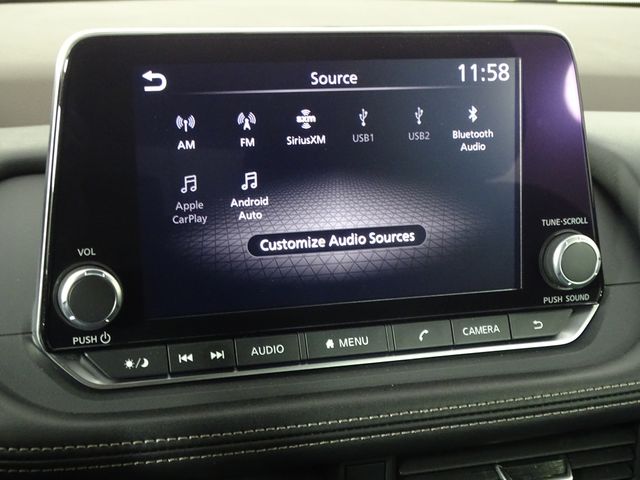 Source
11:58
AM
FM
SXM
SiriusXM
USB1
USB2
Bluetooth
Audio
Apple
CarPlay
Android
Auto
Customize Audio Sources
VOL
PUSH
TUNE·SCROLL
PUSH SOUND
AUDIO
MENU
CAMERA